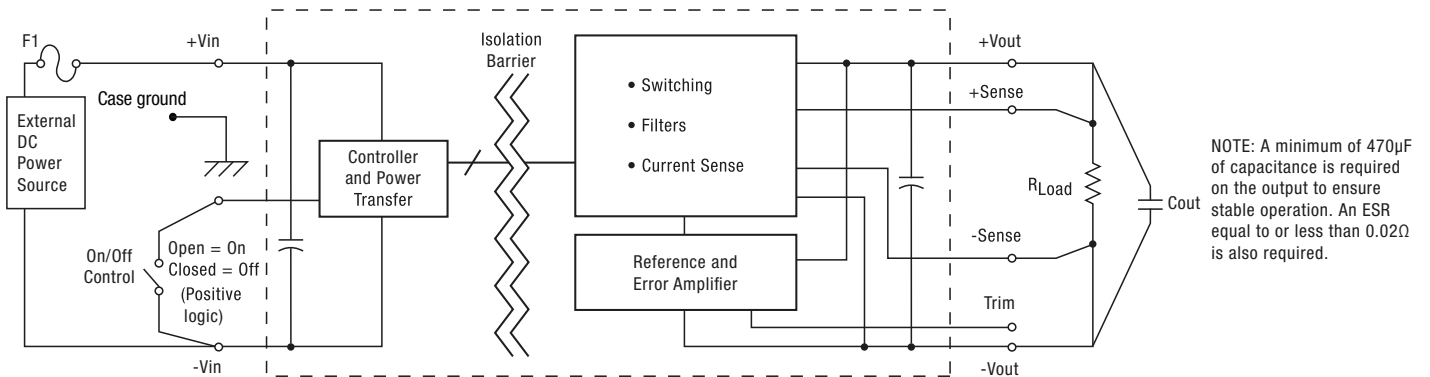 F1
+Vin
Isolation
Barrier
+Vout
• Switching
• Filters
• Current Sense
+Sense
Case ground
External
DC
Power
Source
Controller
and Power
Transfer
NOTE: A minimum of 470µF
of capacitance is required
on the output to ensure
stable operation. An ESR
equal to or less than 0.02Ω
is also required.
RLoad
Cout
-Sense
On/Off
Control
Open = On
Closed = Off
(Positive
logic)
Reference and
Error Amplifier
Trim
-Vin
-Vout